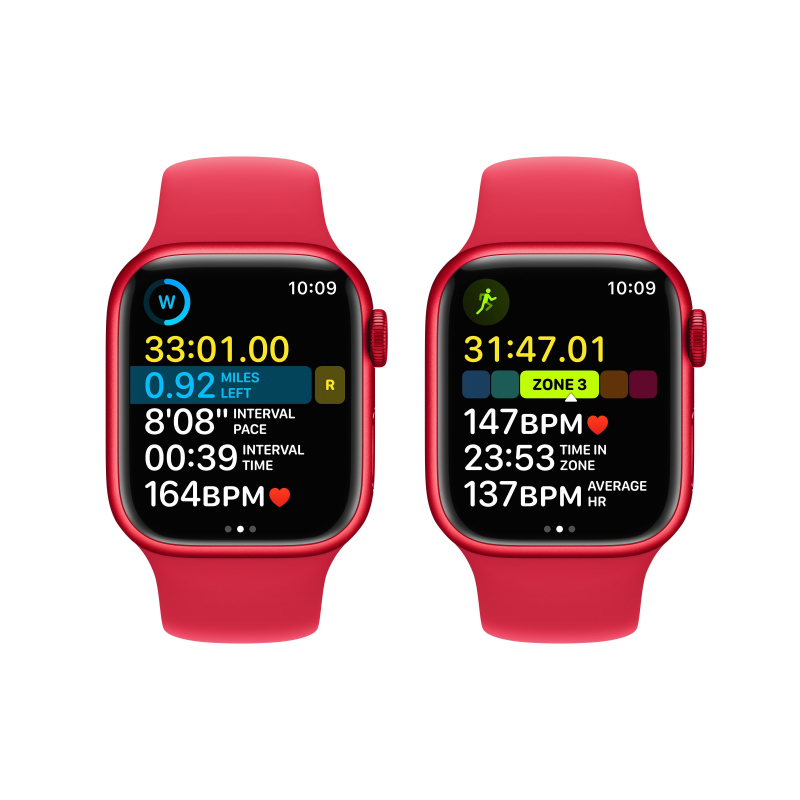 W
10:09
33:01.00
0.92 MILES LEFT
R
8'08" INTERVAL PACE
00:39 INTERVAL TIME
164BPM
10:09
31:47.01
ZONE 3
147BPM
23:53 TIME IN ZONE
137BPM AVERAGE HR